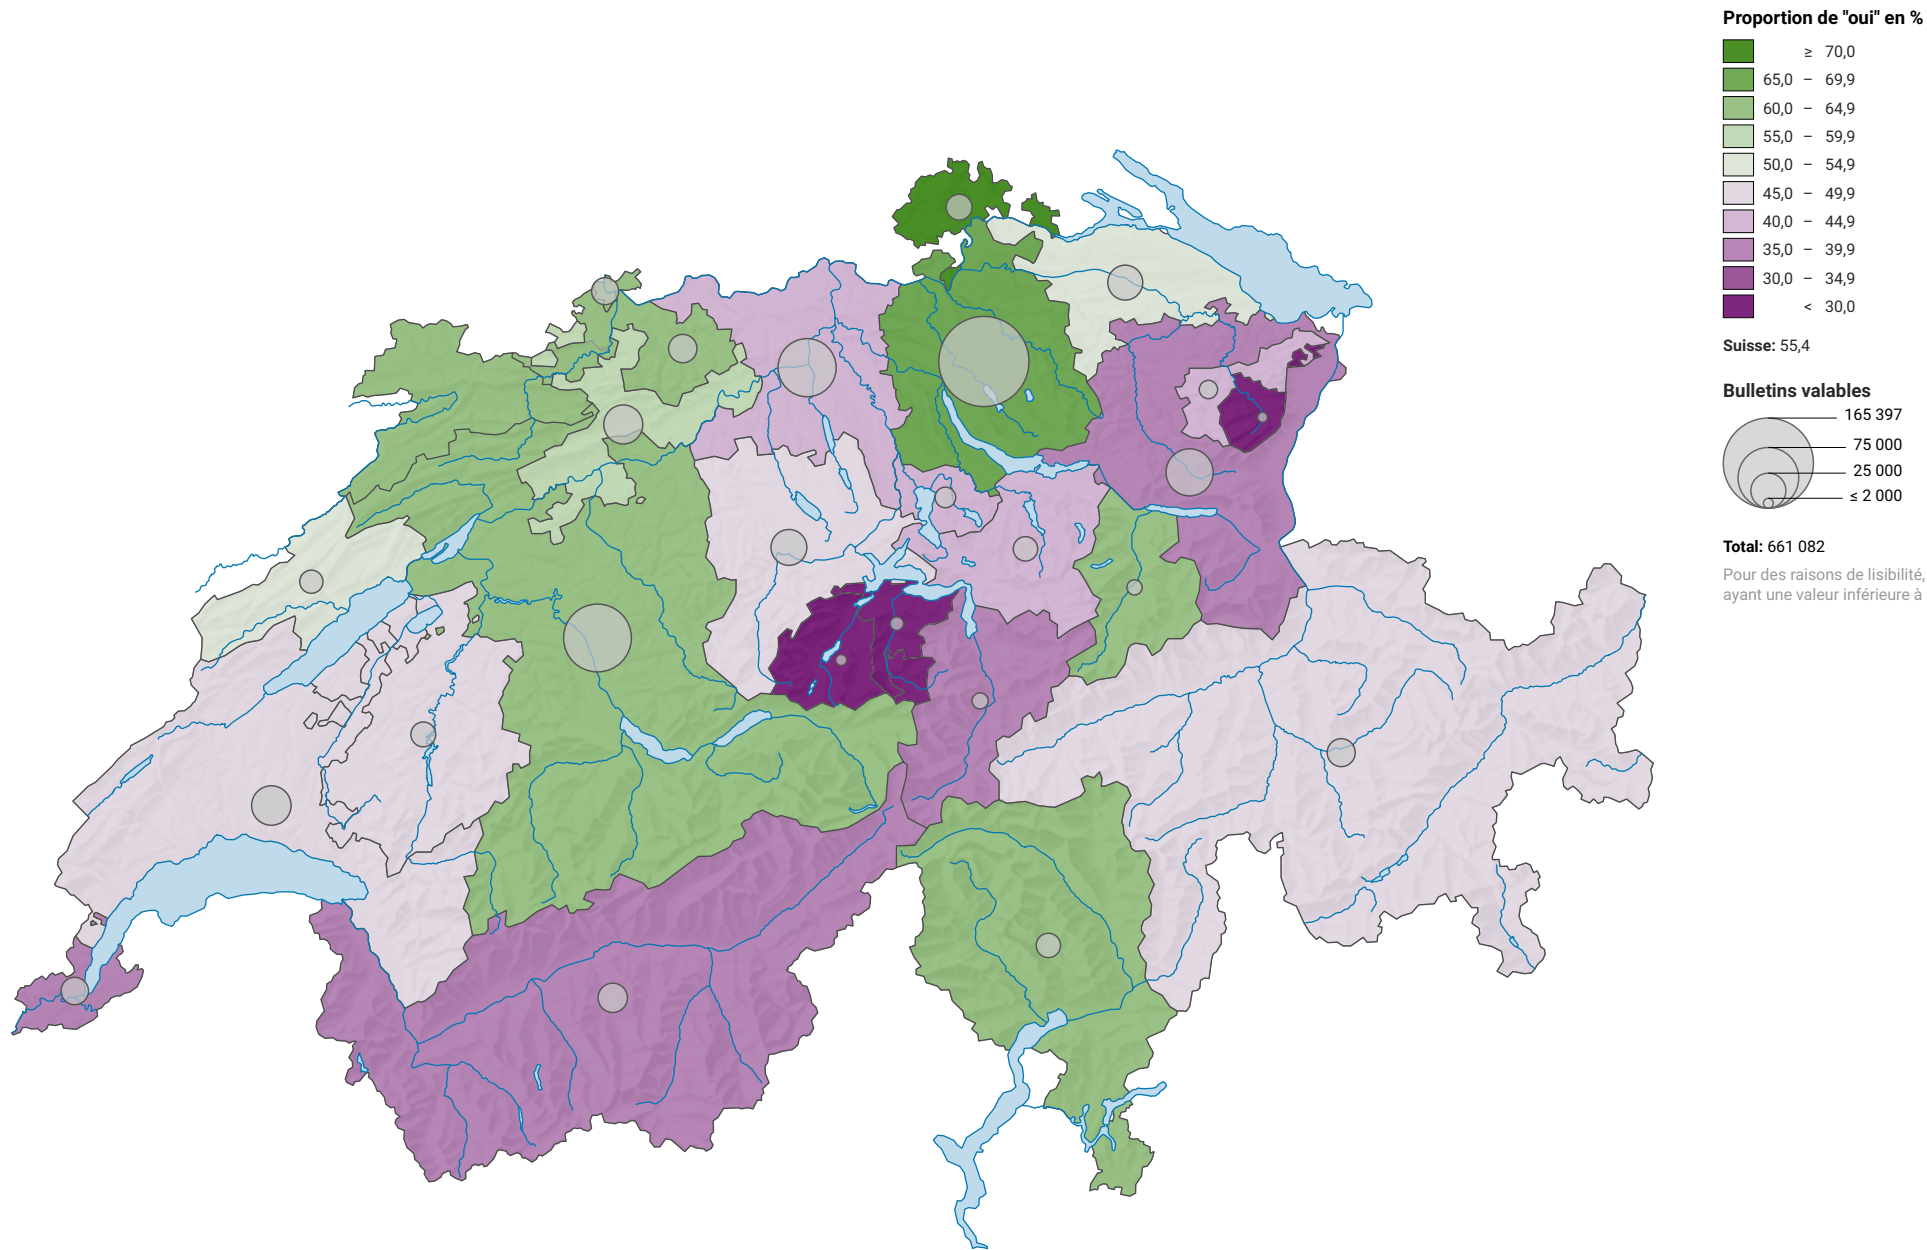 Proportion de "oui" en %
≥ 70,0
65,0 – 69,9
60,0 – 64,9
55,0 – 59,9
50,0 – 54,9
45,0 – 49,9
40,0 – 44,9
35,0 – 39,9
30,0 – 34,9
< 30,0
Suisse: 55,4
Bulletins valables
165 397
75 000
25 000
≤ 2 000
Total: 661 082
Pour des raisons de lisibilité,
ayant une valeur inférieure à